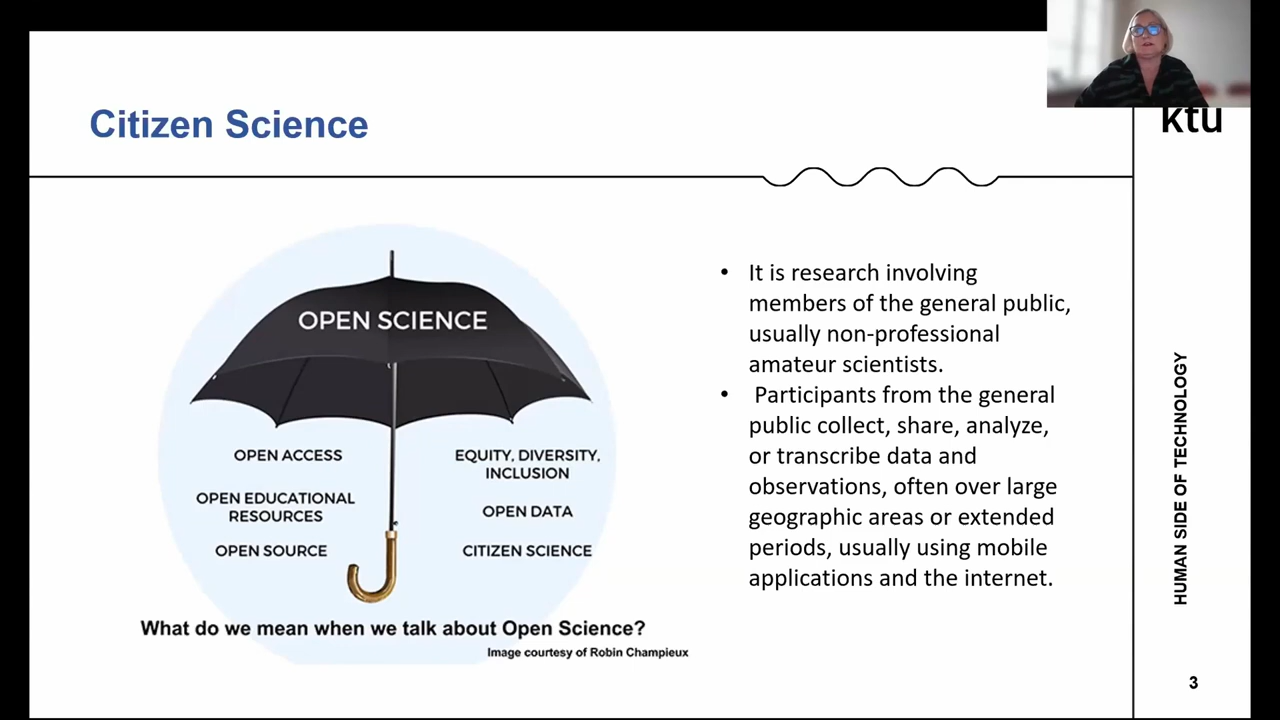 Citizen Science
ktu
OPEN SCIENCE
OPEN ACCESS
OPEN EDUCATIONAL
RESOURCES
OPEN SOURCE
EQUITY, DIVERSITY,
INCLUSION
OPEN DATA
CITIZEN SCIENCE
What do we mean when we talk about Open Science?
Image courtesy of Robin Champieux
• It is research involving
members of the general public,
usually non-professional
amateur scientists.
• Participants from the general
public collect, share, analyze,
or transcribe data and
observations, often over large
geographic areas or extended
periods, usually using mobile
applications and the internet.
HUMAN SIDE OF TECHNOLOGY
3